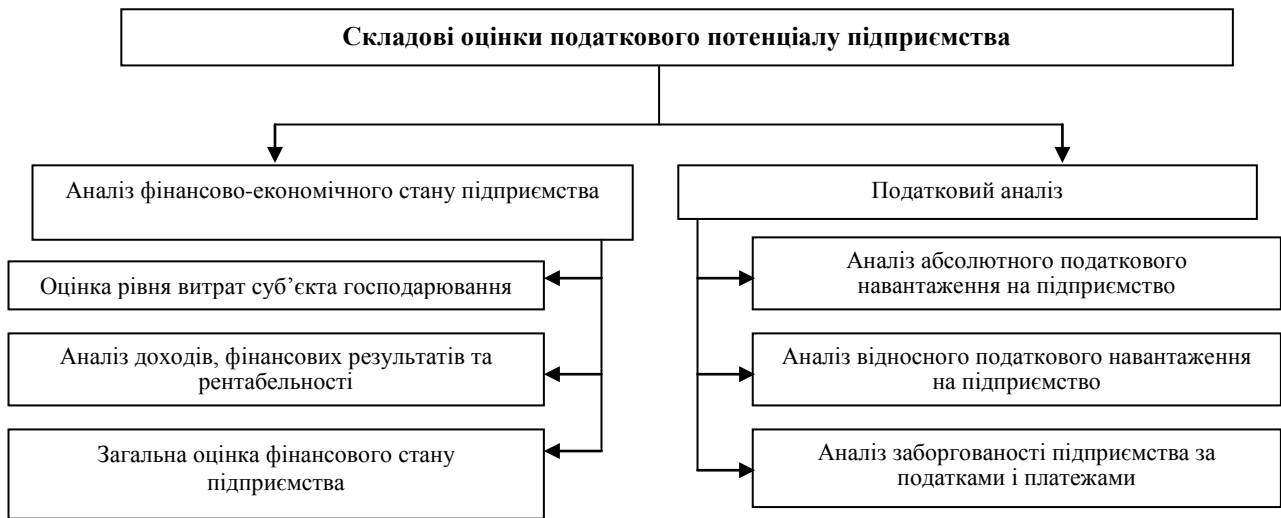 Складові оцінки податкового потенціалу підприємства
Аналіз фінансово-економічного стану підприємства
Оцінка рівня витрат суб’єкта господарювання
Аналіз доходів, фінансових результатів та
рентабельності
Загальна оцінка фінансового стану
підприємства
Податковий аналіз
Аналіз абсолютного податкового
навантаження на підприємство
Аналіз відносного податкового навантаження
на підприємство
Аналіз заборгованості підприємства за
податками і платежами